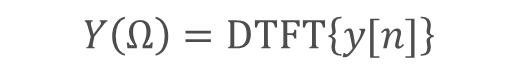 Y(Ω) = DTFT{y[n]}